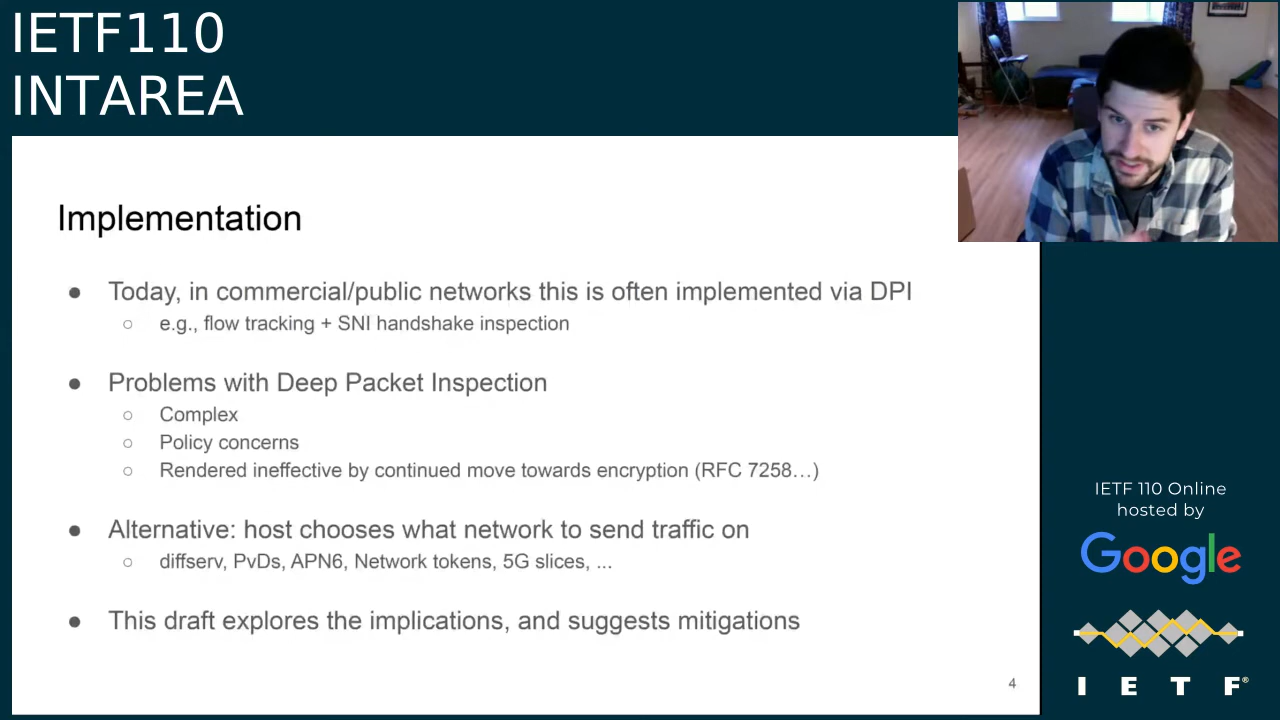 IETF110
INTAREA
Implementation
● Today, in commercial/public networks this is often implemented via DPI
○ e.g., flow tracking + SNI handshake inspection
● Problems with Deep Packet Inspection
○ Complex
○ Policy concerns
○ Rendered ineffective by continued move towards encryption (RFC 7258…)
● Alternative: host chooses what network to send traffic on
○ diffserv, PvDs, APN6, Network tokens, 5G slices, ...
● This draft explores the implications, and suggests mitigations
4
IETF 110 Online
hosted by
Google
I E T F®